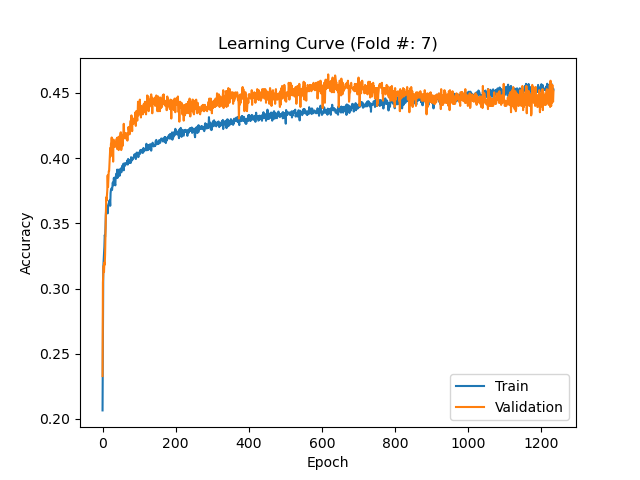 Learning Curve (Fold #: 7)
Accuracy
0.45
0.40
0.35
0.30
0.25
0.20
0 200 400 600 800 1000 1200
Epoch
Train
Validation